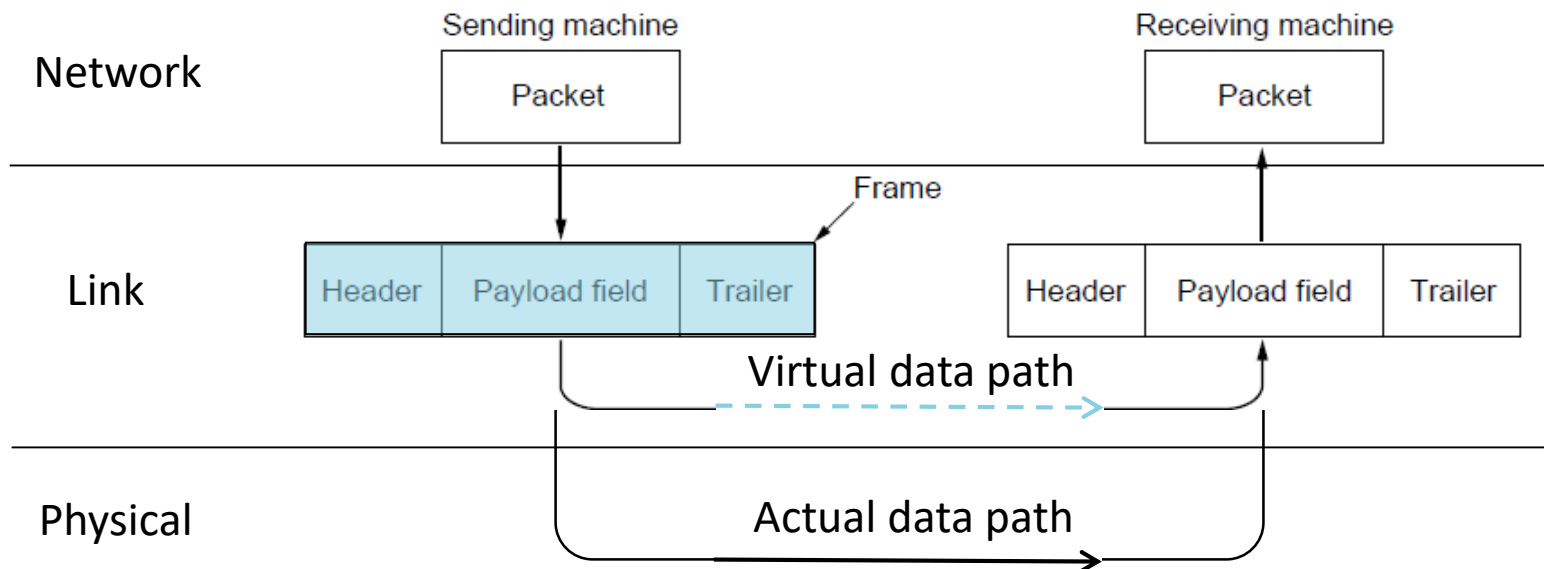 Sending machine
Receiving machine
Network
Packet
Packet
Frame
Link
Header
Payload field
Trailer
Header
Payload field
Trailer
Virtual data path
Physical
Actual data path